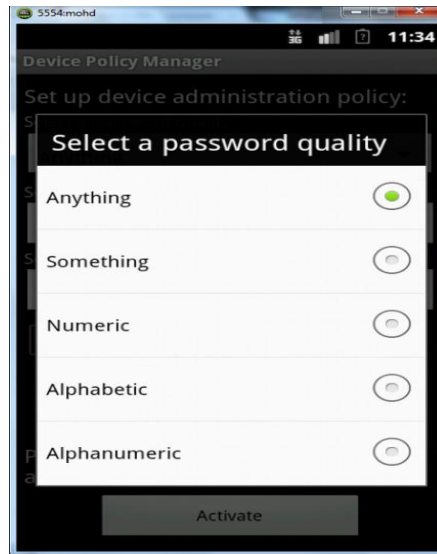 5554:mohd
3G 11:34
Device Policy Manager
Set up device administration policy:
S
Select a password quality
S
Anything
Something
S
Numeric
Alphabetic
Alphanumeric
P
a
Activate